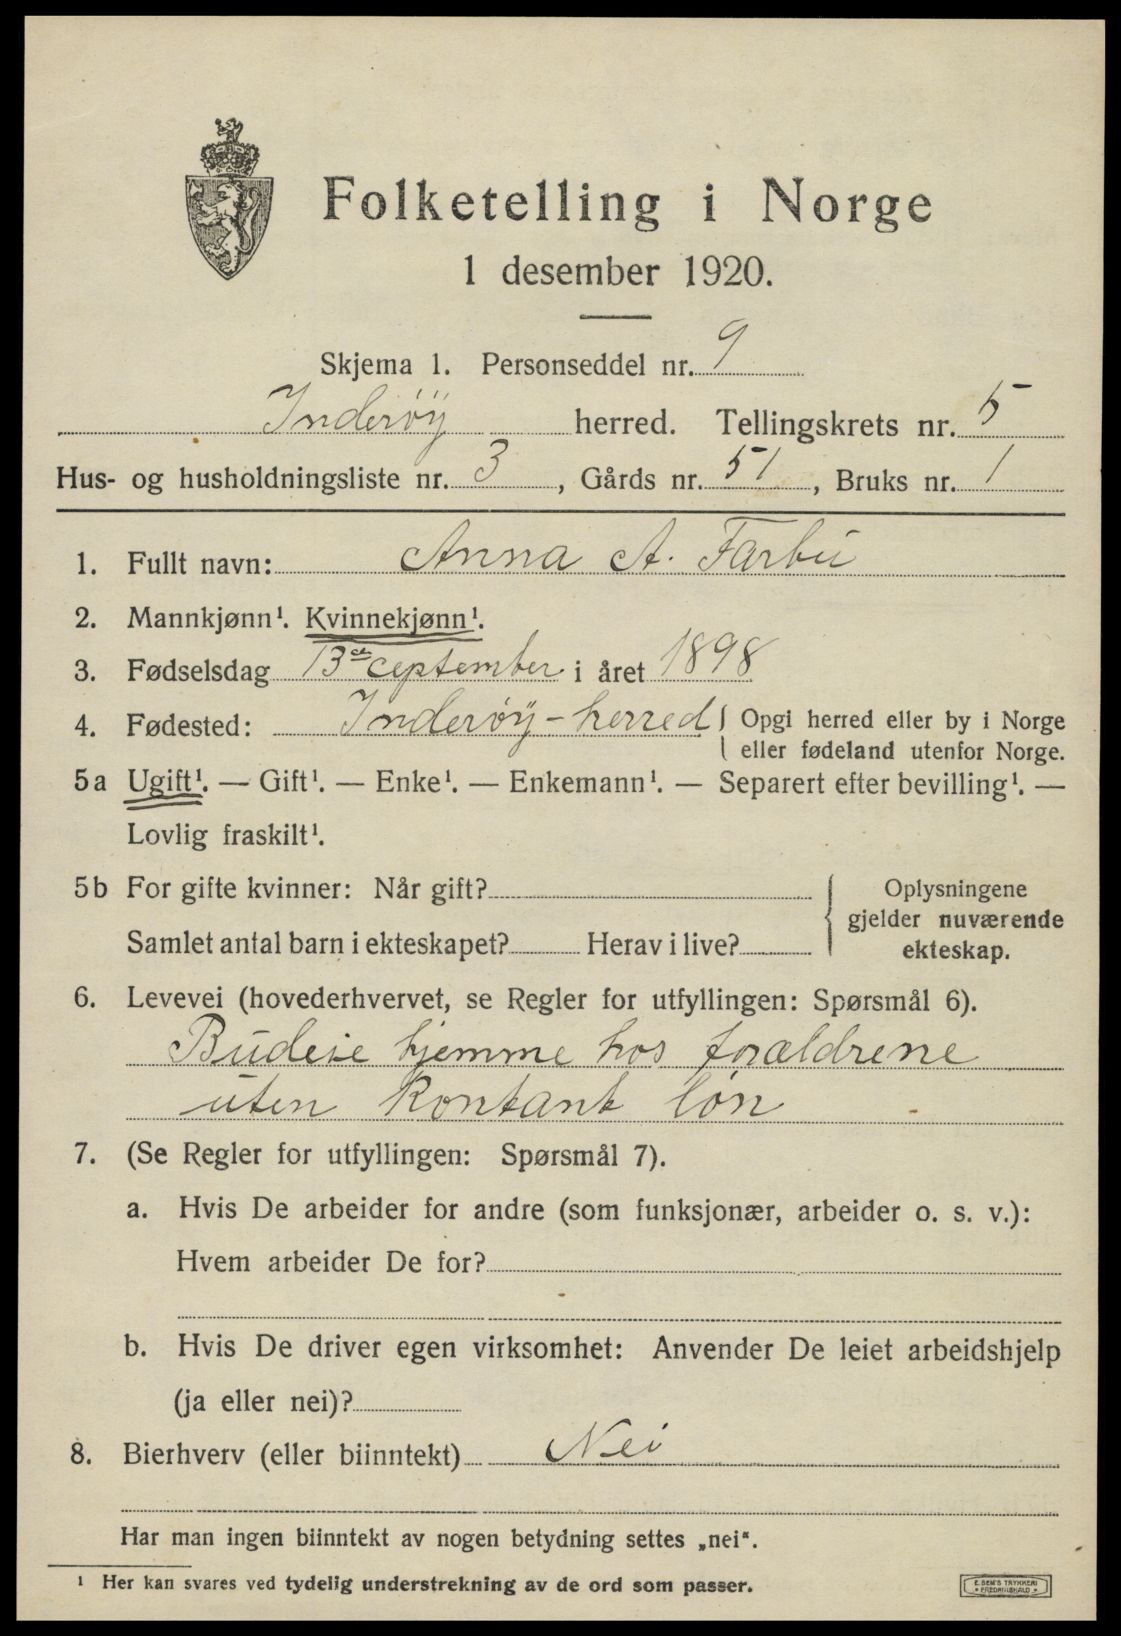 Folketelling i Norge
1 desember 1920.
Skjema 1. Personseddel nr. 9
Inderöy herred. Tellingskrets nr. 5
Hus- og husholdningsliste nr. 3, Gårds nr. 51, Bruks nr. 1
1. Fullt navn: Anna A. Farbu
2. Mannkjønn¹. Kvinnekjønn¹.
3. Fødselsdag 13de september i året 1898
4. Fødested: Inderöy-herred { Opgi herred eller by i Norge
eller fødeland utenfor Norge.
5a Ugift¹. — Gift¹. — Enke¹. — Enkemann¹. — Separert efter bevilling¹. —
Lovlig fraskilt¹.
5b For gifte kvinner: Når gift?
Samlet antal barn i ekteskapet? Herav i live?
Oplysningene
gjelder nuværende
ekteskap.
6. Levevei (hovederhvervet, se Regler for utfyllingen: Spørsmål 6).
Budeie hjemme hos forældrene
uten kontant løn
7. (Se Regler for utfyllingen: Spørsmål 7).
a. Hvis De arbeider for andre (som funksjonær, arbeider o. s. v.):
Hvem arbeider De for?
b. Hvis De driver egen virksomhet: Anvender De leiet arbeidshjelp
(ja eller nei)?
8. Bierhverv (eller biinntekt) Nei
Har man ingen biinntekt av nogen betydning settes „nei“.
¹ Her kan svares ved tydelig understrekning av de ord som passer.
E. SEM'S TRYKKERI
FREDRIKSHALD